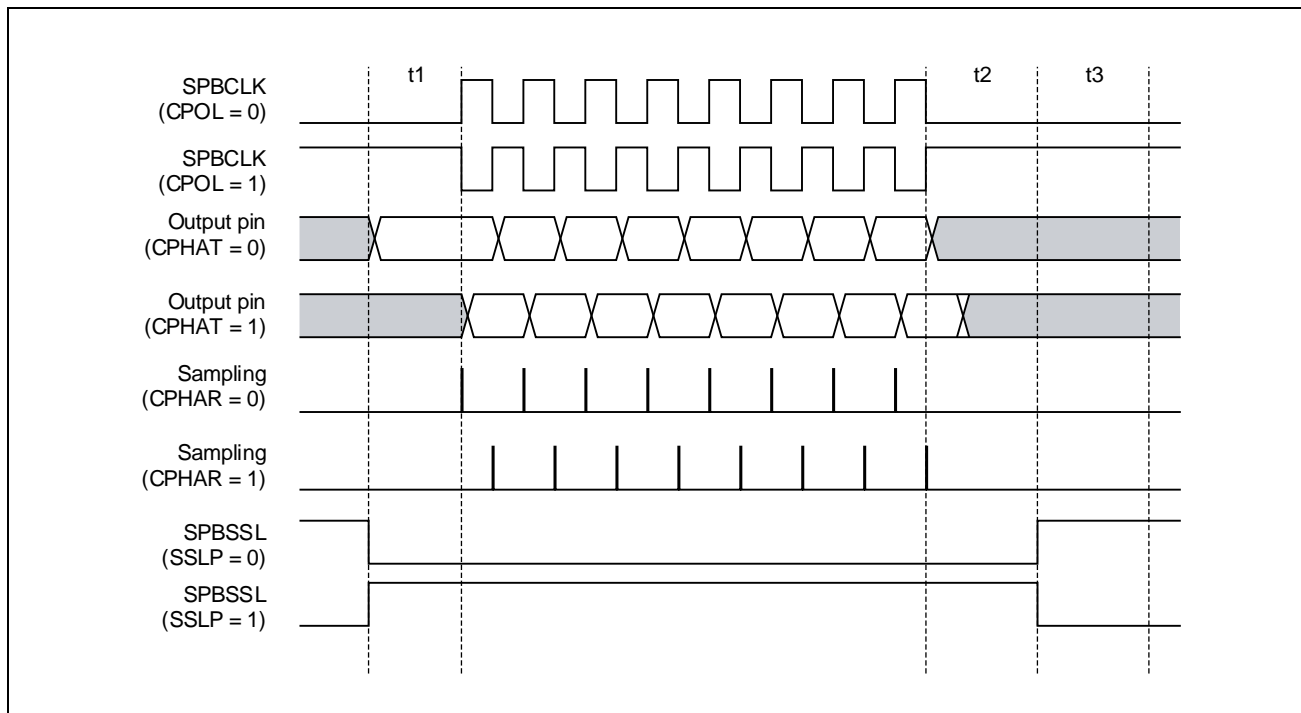 t1
t2
t3
SPBCLK
(CPOL = 0)
SPBCLK
(CPOL = 1)
Output pin
(CPHAT = 0)
Output pin
(CPHAT = 1)
Sampling
(CPHAR = 0)
Sampling
(CPHAR = 1)
SPBSSL
(SSLP = 0)
SPBSSL
(SSLP = 1)